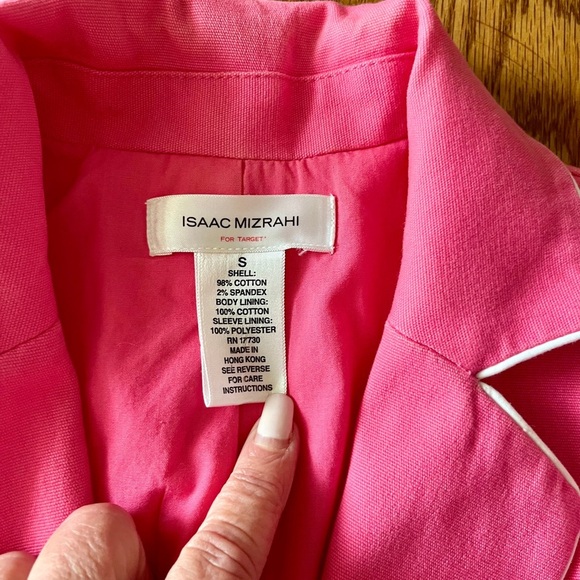 ISAAC MIZRAHI
FOR TARGET™
S
SHELL:
98% COTTON
2% SPANDEX
BODY LINING:
100% COTTON
SLEEVE LINING:
100% POLYESTER
RN 17730
MADE IN
HONG KONG
SEE REVERSE
FOR CARE
INSTRUCTIONS